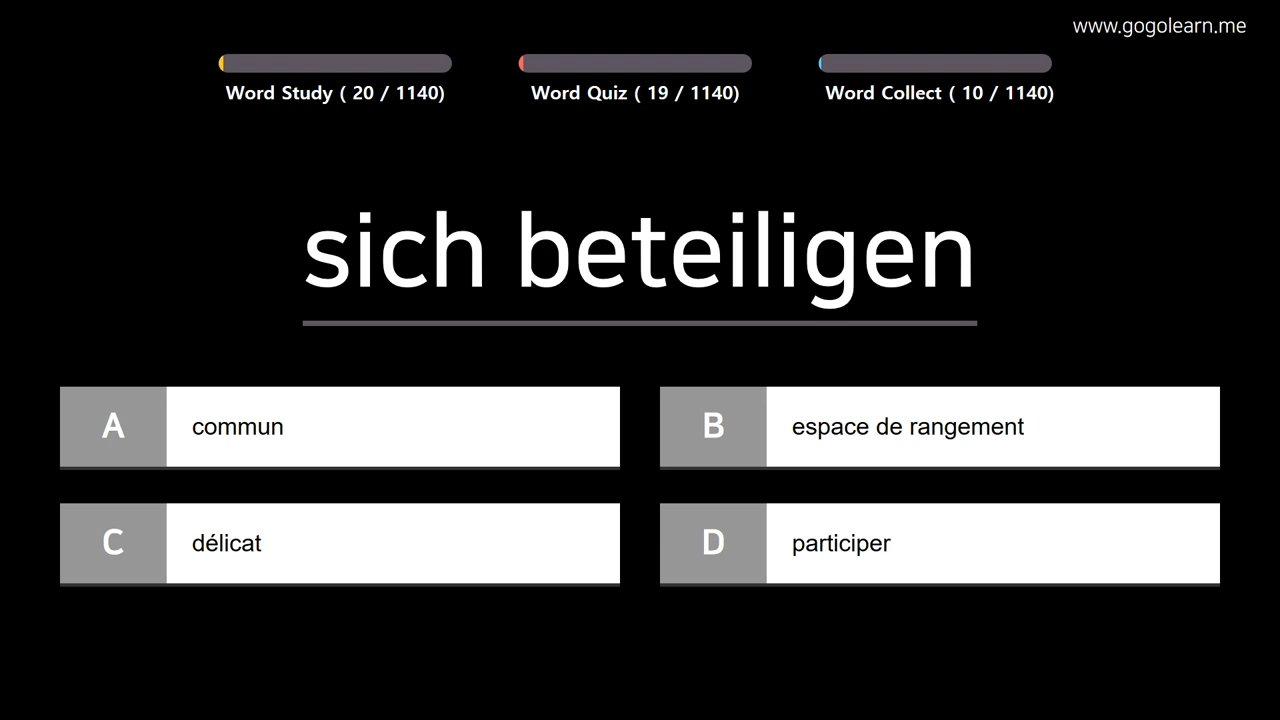 www.gogolearn.me
Word Study ( 20 / 1140)
Word Quiz ( 19 / 1140)
Word Collect ( 10 / 1140)
sich beteiligen
A commun
B espace de rangement
C délicat
D participer